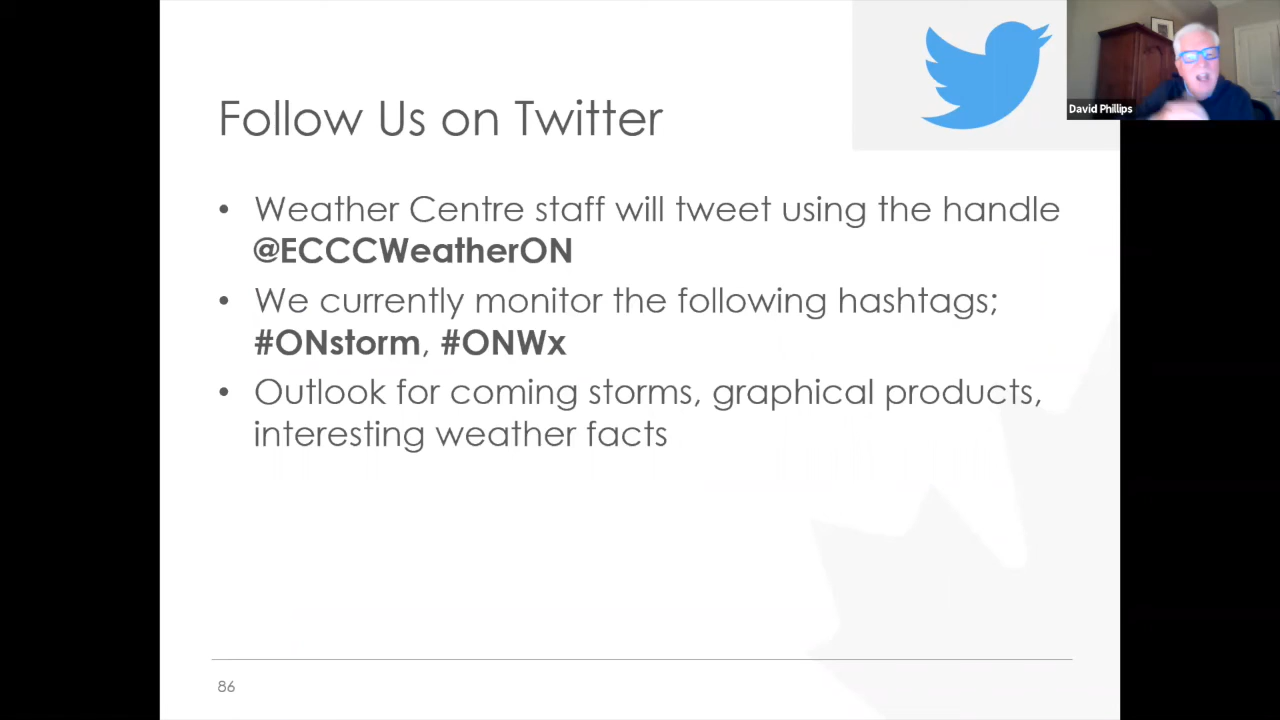 David Phillips
Follow Us on Twitter
• Weather Centre staff will tweet using the handle
@ECCCWeatherON
• We currently monitor the following hashtags;
#ONstorm, #ONWx
• Outlook for coming storms, graphical products,
interesting weather facts
86